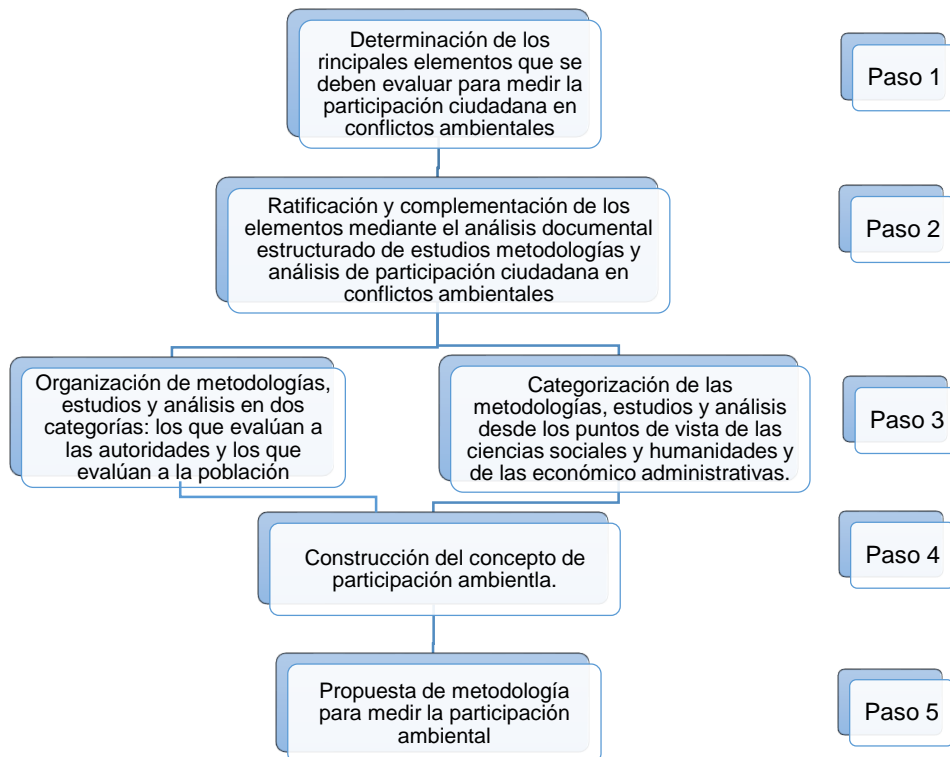 Determinación de los
rincipales elementos que se
deben evaluar para medir la
participación ciudadana en
conflictos ambientales
Paso 1
Ratificación y complementación de los
elementos mediante el análisis documental
estructurado de estudios metodologías y
análisis de participación ciudadana en
conflictos ambientales
Paso 2
Organización de metodologías,
estudios y análisis en dos
categorías: los que evalúan a
las autoridades y los que
evalúan a la población
Categorización de las
metodologías, estudios y análisis
desde los puntos de vista de las
ciencias sociales y humanidades y
de las económico administrativas.
Paso 3
Construcción del concepto de
participación ambientla.
Paso 4
Propuesta de metodología
para medir la participación
ambiental
Paso 5